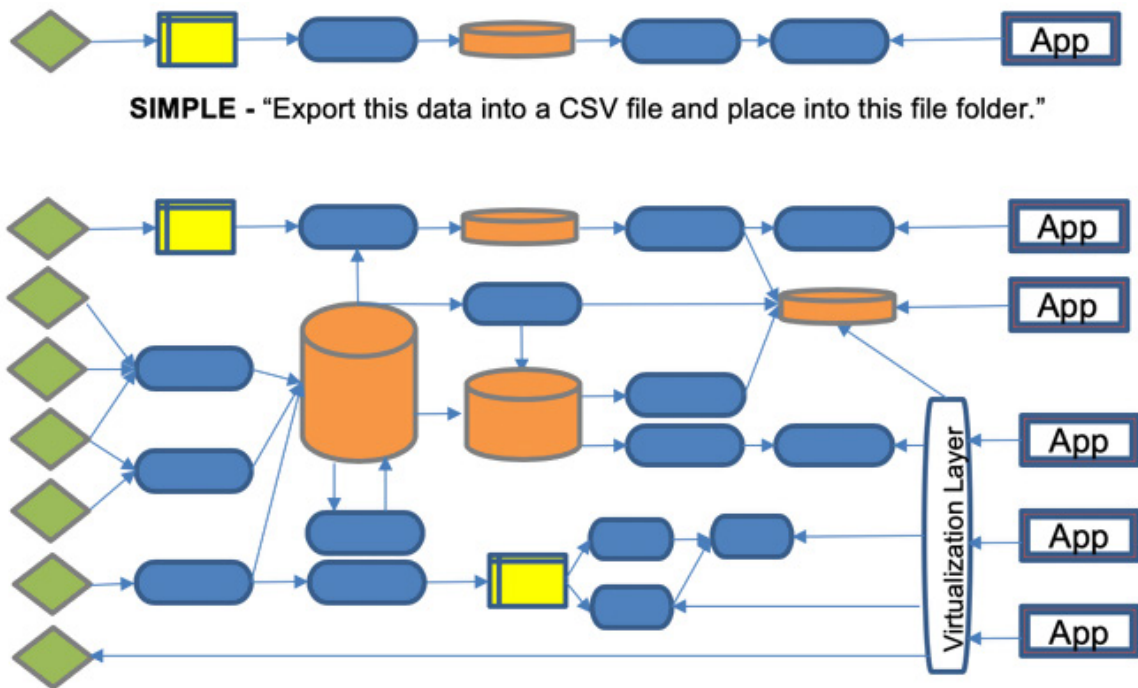 App
SIMPLE - “Export this data into a CSV file and place into this file folder.”
App
App
App
Virtualization Layer
App
App